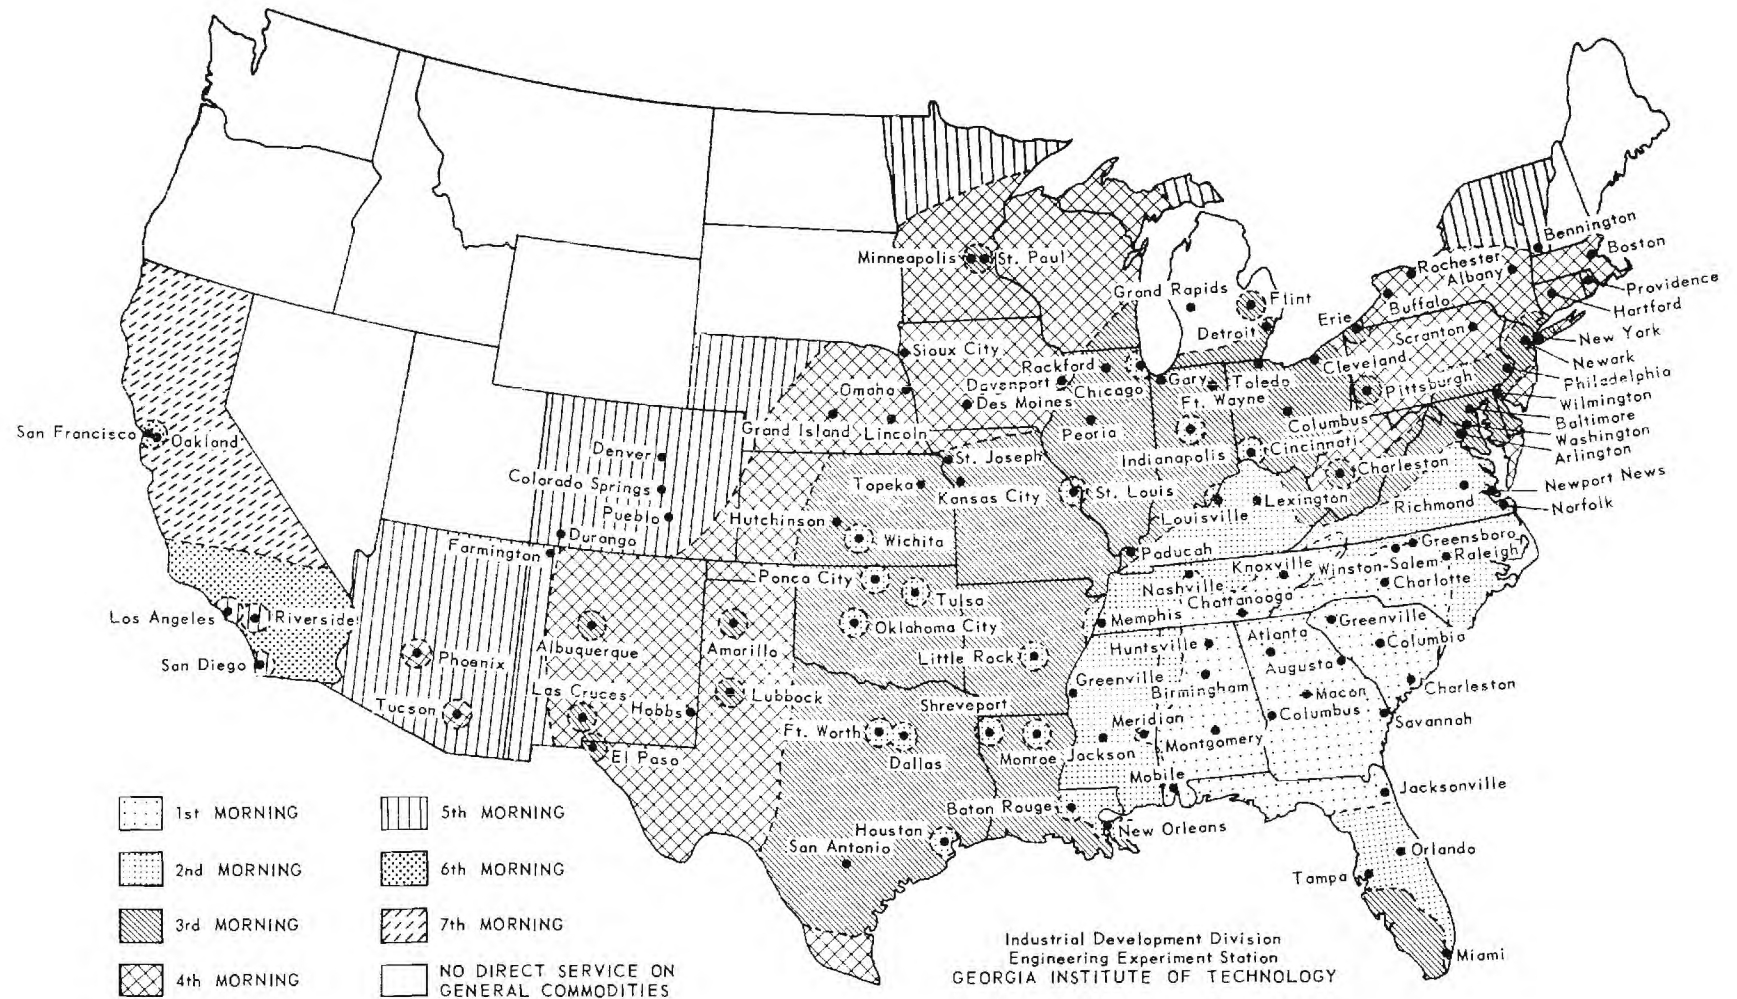 Bennington
Boston
Rochester
Albany
Providence
Hartford
Buffalo
Minneapolis
St. Paul
Grand Rapids
Flint
Detroit
Erie
Scranton
New York
Newark
Sioux City
Rackford
Cleveland
Philadelphia
Davenport
Chicago
Gary
Toledo
Pittsburgh
Omaha
Des Moines
Ft. Wayne
Wilmington
Baltimore
Washington
Arlington
Grand Island
Lincoln
Peoria
Columbus
San Francisco
Oakland
Denver
St. Joseph
Indianapolis
Cincinnati
Charleston
Colorado Springs
Topeka
Kansas City
St. Louis
Lexington
Newport News
Pueblo
Hutchinson
Louisville
Richmond
Norfolk
Durango
Wichita
Farmington
Paducah
Greensboro
Ponca City
Knoxville
Winston-Salem
Raleigh
Nashville
Charlotte
Tulsa
Chattanooga
Los Angeles
Riverside
Oklahoma City
Memphis
Greenville
Albuquerque
Amarillo
Huntsville
Atlanta
Columbia
San Diego
Phoenix
Little Rock
Augusta
Greenville
Birmingham
Charleston
Las Cruces
Lubbock
Macon
Tucson
Hobbs
Shreveport
Columbus
Savannah
Ft. Worth
Meridian
Montgomery
El Paso
Dallas
Monroe
Jackson
Mobile
Jacksonville
Baton Rouge
New Orleans
Houstan
San Antonio
Orlando
Tampa
Miami
1st MORNING
2nd MORNING
3rd MORNING
4th MORNING
5th MORNING
6th MORNING
7th MORNING
NO DIRECT SERVICE ON
GENERAL COMMODITIES
Industrial Development Division
Engineering Experiment Station
GEORGIA INSTITUTE OF TECHNOLOGY